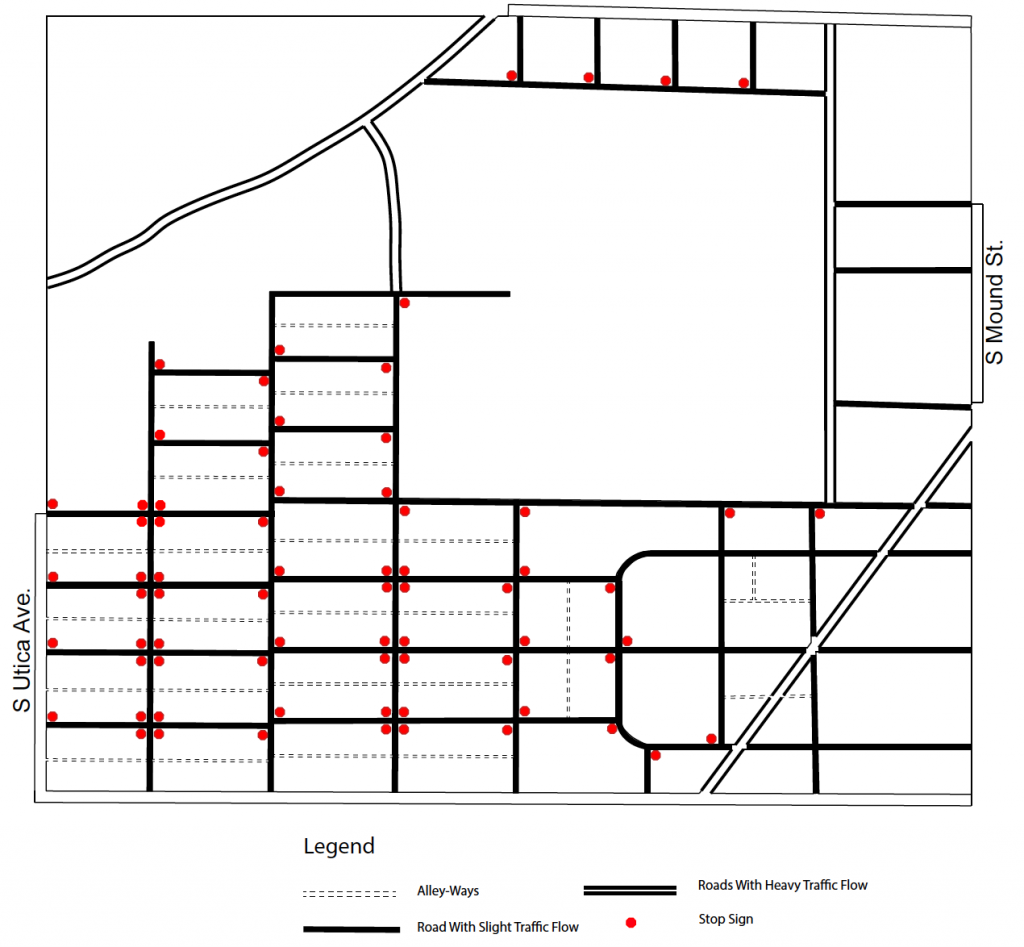 S Mound St.
S Utica Ave.
Legend
Alley-Ways
Roads With Heavy Traffic Flow
Road With Slight Traffic Flow
Stop Sign